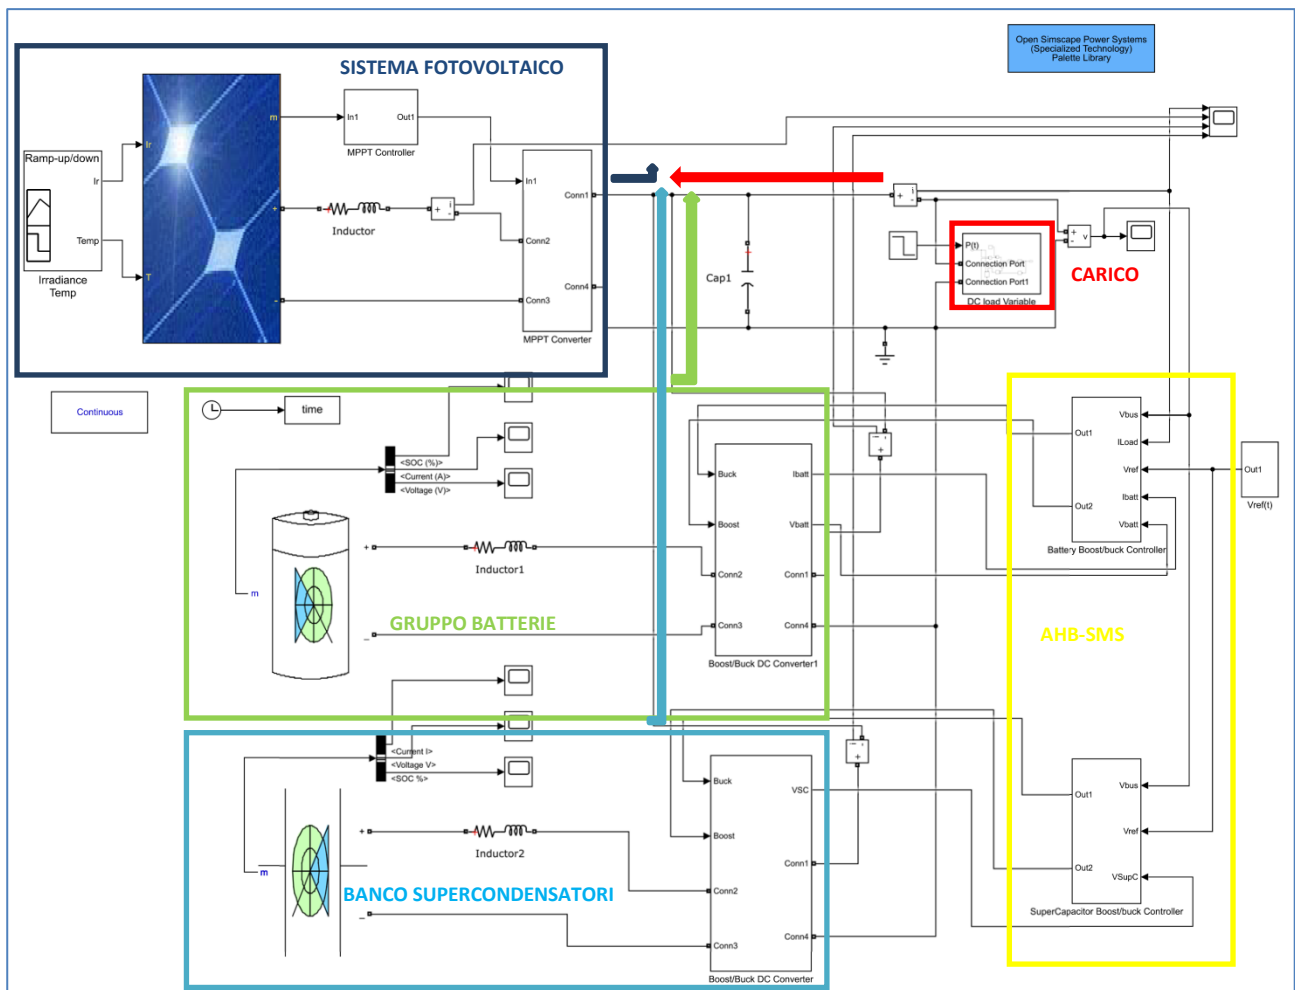 Open Simscape Power Systems
(Specialized Technology)
Palette Library
SISTEMA FOTOVOLTAICO
Ramp-up/down
Ir
Temp
Irradiance
Temp
Ir
T
m
+
-
In1
Out1
MPPT Controller
Inductor
+
i
-
In1
Conn1
Conn2
Conn4
Conn3
MPPT Converter
Cap1
+
i
-
+
-
v
P(t)
Connection Port
Connection Port1
DC load Variable
CARICO
Continuous
time
<SOC (%)>
<Current (A)>
<Voltage (V)>
m
+
_
Inductor1
GRUPPO BATTERIE
Buck
Ibatt
Boost
Vbatt
Conn2
Conn1
Conn3
Conn4
Boost/Buck DC Converter1
i
-
+
Vbus
Out1
ILoad
Vref
Ibatt
Out2
Vbatt
Battery Boost/buck Controller
Out1
Vref(t)
AHB-SMS
<Current I>
<Voltage V>
<SOC %>
m
+
_
Inductor2
BANCO SUPERCONDENSATORI
Buck
VSC
Boost
Conn1
Conn2
Conn4
Conn3
Boost/Buck DC Converter
i
-
+
Vbus
Out1
Vref
Out2
VSupC
SuperCapacitor Boost/buck Controller